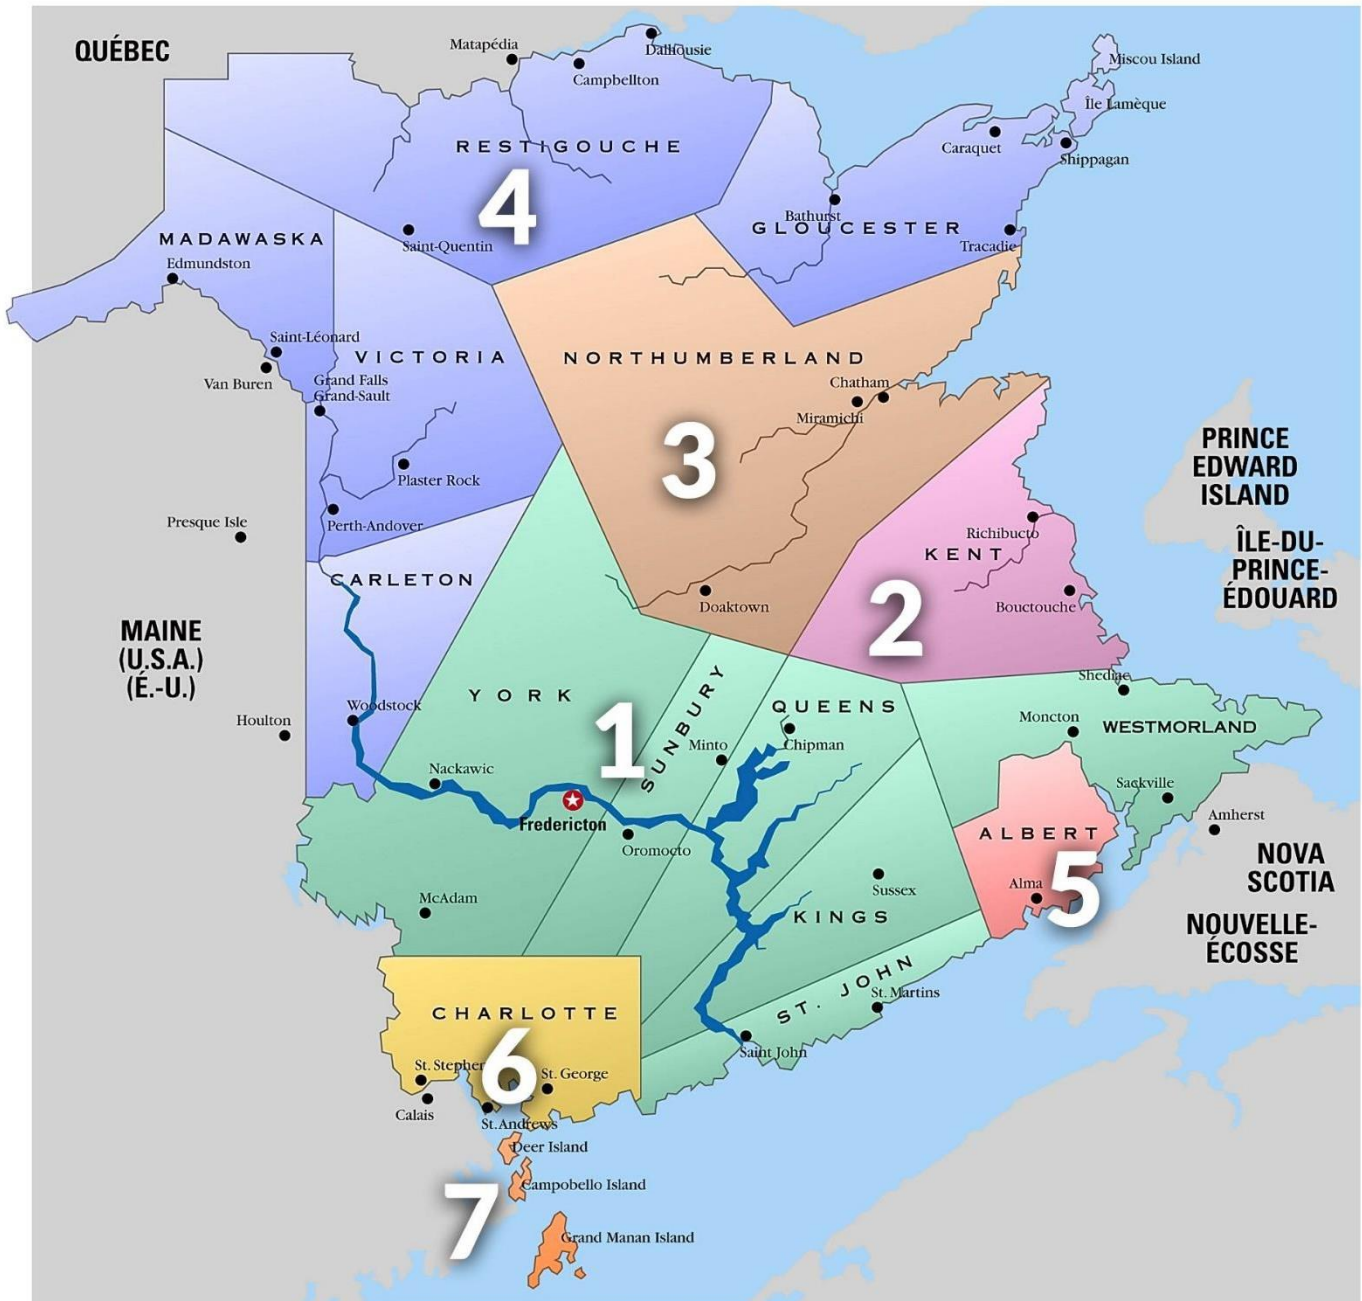 QUÉBEC
Matapédia
Dalhousie
Campbellton
Miscou Island
Île Lamèque
Caraquet
Shippagan
RESTIGOUCHE
4
Bathurst
GLOUCESTER
Tracadie
Saint-Quentin
MADAWASKA
Edmundston
Saint-Léonard
Van Buren
VICTORIA
Grand Falls
Grand-Sault
NORTHUMBERLAND
Chatham
Miramichi
3
Plaster Rock
Perth-Andover
Presque Isle
PRINCE
EDWARD
ISLAND
ÎLE-DU-
PRINCE-
ÉDOUARD
Richibucto
KENT
Bouctouche
2
CARLETON
Doaktown
MAINE
(U.S.A.)
(É.-U.)
Houlton
Woodstock
YORK
1
SUNBURY
QUEENS
Chipman
Minto
Shediac
Moncton
WESTMORLAND
Sackville
Amherst
Nackawic
Fredericton
Oromocto
ALBERT
Alma
5
NOVA
SCOTIA
NOUVELLE-
ÉCOSSE
McAdam
Sussex
KINGS
ST. JOHN
St. Martins
Saint John
CHARLOTTE
6
St. Stephen
St. George
Calais
St. Andrews
Deer Island
7
Campobello Island
Grand Manan Island